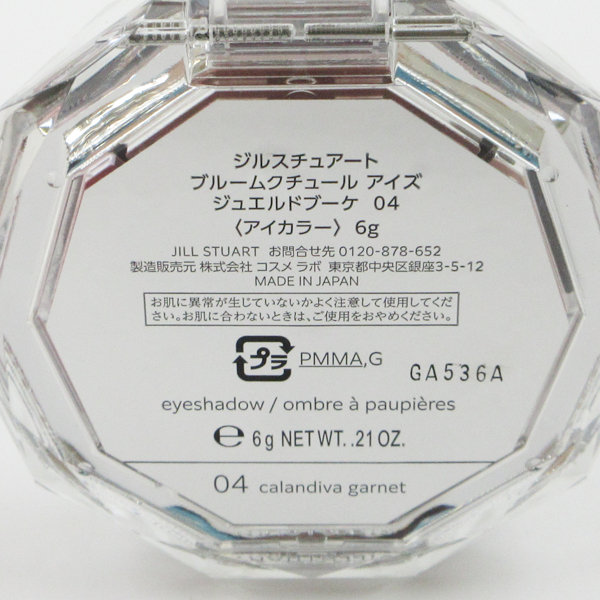 ジルスチュアート
ブルームクチュール アイズ
ジュエルドブーケ 04
〈アイカラー〉 6g
JILL STUART お問合せ先 0120-878-652
製造販売元 株式会社 コスメ ラボ 東京都中央区銀座3-5-12
MADE IN JAPAN
お肌に異常が生じていないかよく注意して使用してくだ
さい。お肌に合わないときは、ご使用をおやめください。
プラ PMMA,G
GA536A
eyeshadow / ombre à paupières
℮ 6g NET WT. .21 OZ.
04 calandiva garnet